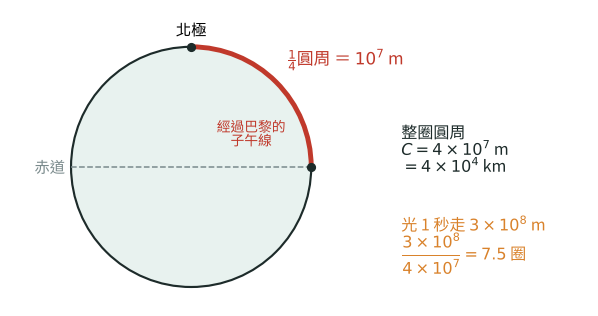 北極
¼圓周 = 10⁷ m
經過巴黎的
子午線
赤道
整圈圓周
C = 4 × 10⁷ m
= 4 × 10⁴ km
光 1 秒走 3 × 10⁸ m
3 × 10⁸
4 × 10⁷
= 7.5 圈